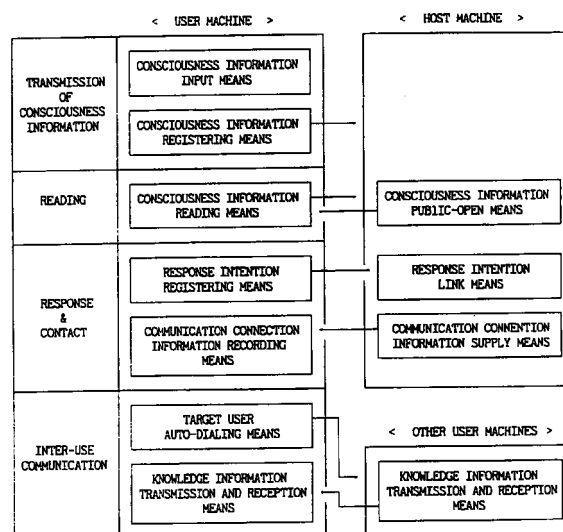 < USER MACHINE >
< HOST MACHINE >
TRANSMISSION
OF
CONSCIOUSNESS
INFORMATION
CONSCIOUSNESS INFORMATION
INPUT MEANS
CONSCIOUSNESS INFORMATION
REGISTERING MEANS
READING
CONSCIOUSNESS INFORMATION
READING MEANS
CONSCIOUSNESS INFORMATION
PUBLIC-OPEN MEANS
RESPONSE
&
CONTACT
RESPONSE INTENTION
REGISTERING MEANS
RESPONSE INTENTION
LINK MEANS
COMMUNICATION CONNECTION
INFORMATION RECORDING
MEANS
COMMUNICATION CONNENTION
INFORMATION SUPPLY MEANS
INTER-USE
COMMUNICATION
TARGET USER
AUTO-DIALING MEANS
< OTHER USER MACHINES >
KNOWLEDGE INFORMATION
TRANSMISSION AND RECEPTION
MEANS
KNOWLEDGE INFORMATION
TRANSMISSION AND RECEPTION
MEANS